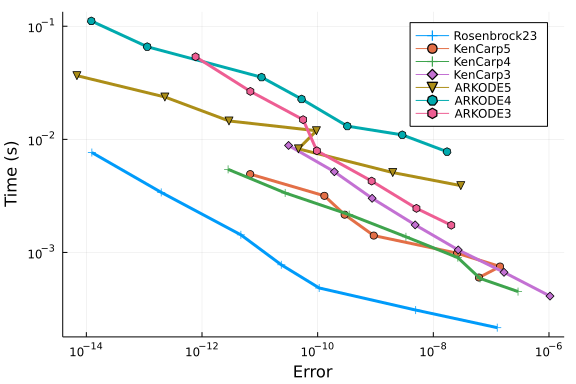 10⁻¹
10⁻²
10⁻³
Time (s)
Rosenbrock23
KenCarp5
KenCarp4
KenCarp3
ARKODE5
ARKODE4
ARKODE3
10⁻¹⁴ 10⁻¹² 10⁻¹⁰ 10⁻⁸ 10⁻⁶
Error